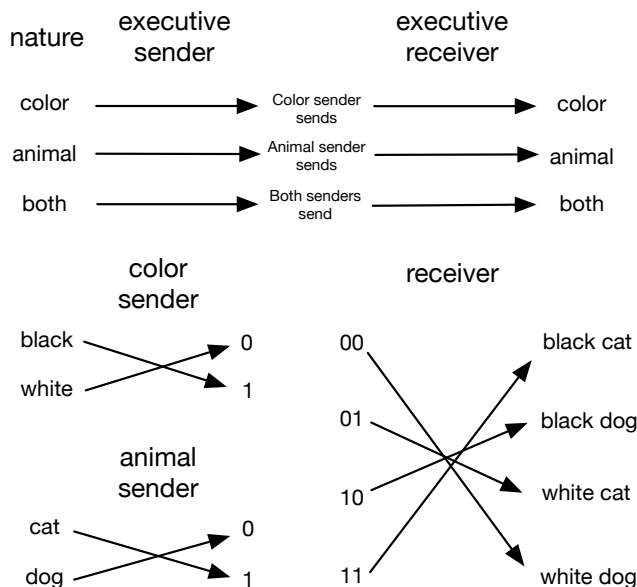 nature
executive
sender
executive
receiver
color
Color sender
sends
color
animal
Animal sender
sends
animal
both
Both senders
send
both
color
sender
receiver
black
0
white
1
animal
sender
cat
0
dog
1
00
black cat
01
black dog
10
white cat
11
white dog